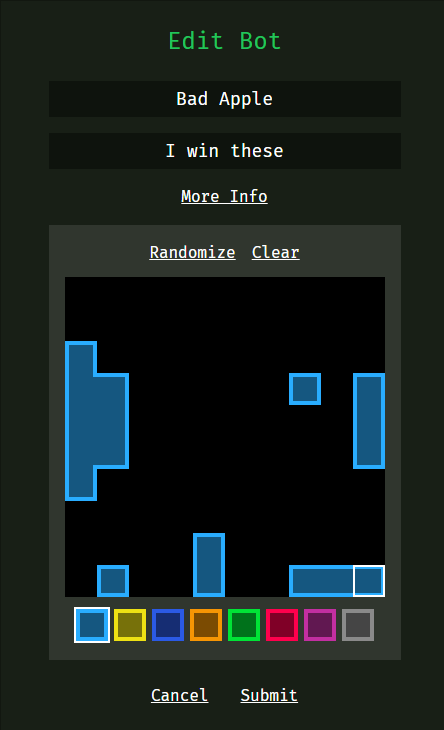 Edit Bot
Bad Apple
I win these
More Info
Randomize Clear
Cancel Submit